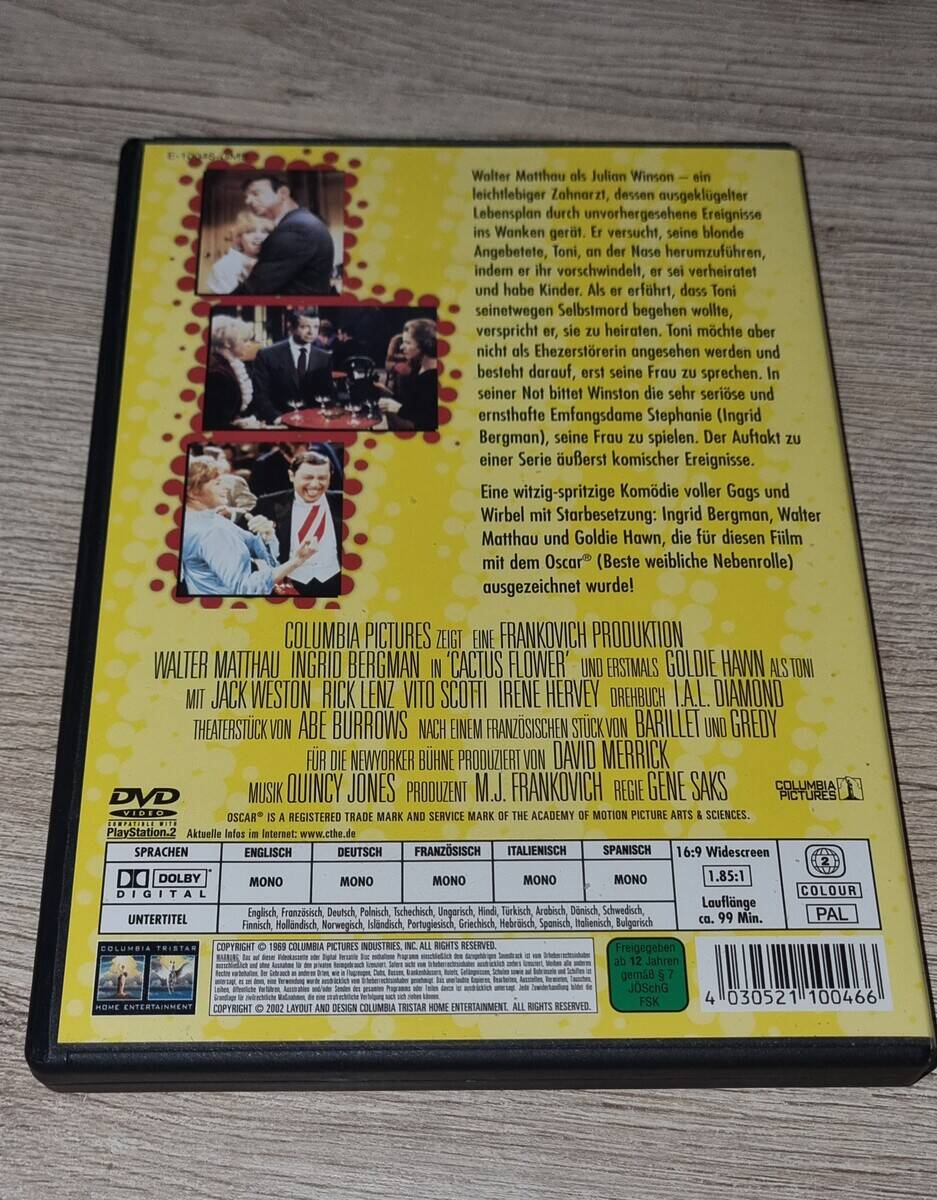 Walter Matthau als Julian Winson – ein
leichtlebiger Zahnarzt, dessen ausgeklügelter
Lebensplan durch unvorhergesehene Ereignisse
ins Wanken gerät. Er versucht, seine blonde
Angebetete, Toni, an der Nase herumzuführen,
indem er ihr vorschwindelt, er sei verheiratet
und habe Kinder. Als er erfährt, dass Toni
seinetwegen Selbstmord begehen wollte,
verspricht er, sie zu heiraten. Toni möchte aber
nicht als Ehezerstörerin angesehen werden und
besteht darauf, erst seine Frau zu sprechen. In
seiner Not bittet Winston die sehr seriöse und
ernsthafte Emfangsdame Stephanie (Ingrid
Bergman), seine Frau zu spielen. Der Auftakt zu
einer Serie äußerst komischer Ereignisse.
Eine witzig-spritzige Komödie voller Gags und
Wirbel mit Starbesetzung: Ingrid Bergman, Walter
Matthau und Goldie Hawn, die für diesen Fiilm
mit dem Oscar® (Beste weibliche Nebenrolle)
ausgezeichnet wurde!
COLUMBIA PICTURES ZEIGT EINE FRANKOVICH PRODUKTION
WALTER MATTHAU INGRID BERGMAN IN 'CACTUS FLOWER' UND ERSTMALS GOLDIE HAWN ALS TONI
MIT JACK WESTON RICK LENZ VITO SCOTTI IRENE HERVEY DREHBUCH I.A.L. DIAMOND
THEATERSTÜCK VON ABE BURROWS NACH EINEM FRANZÖSISCHEN STÜCK VON BARILLET UND GREDY
FÜR DIE NEWYORKER BÜHNE PRODUZIERT VON DAVID MERRICK
MUSIK QUINCY JONES PRODUZENT M.J. FRANKOVICH REGIE GENE SAKS
COLUMBIA
PICTURES
OSCAR® IS A REGISTERED TRADE MARK AND SERVICE MARK OF THE ACADEMY OF MOTION PICTURE ARTS & SCIENCES.
DVD
VIDEO
COMPATIBLE WITH
PlayStation.2 Aktuelle Infos im Internet: www.cthe.de
SPRACHEN ENGLISCH DEUTSCH FRANZÖSISCH ITALIENISCH SPANISCH
DOLBY
DIGITAL
MONO MONO MONO MONO MONO
UNTERTITEL
Englisch, Französisch, Deutsch, Polnisch, Tschechisch, Ungarisch, Hindi, Türkisch, Arabisch, Dänisch, Schwedisch,
Finnisch, Holländisch, Norwegisch, Isländisch, Portugiesisch, Griechisch, Hebräisch, Spanisch, Italienisch, Bulgarisch
16:9 Widescreen
1.85:1
Lauflänge
ca. 99 Min.
2
COLOUR
PAL
COLUMBIA TRISTAR
HOME ENTERTAINMENT
COPYRIGHT © 1969 COLUMBIA PICTURES INDUSTRIES, INC. ALL RIGHTS RESERVED.
COPYRIGHT © 2002 LAYOUT AND DESIGN COLUMBIA TRISTAR HOME ENTERTAINMENT. ALL RIGHTS RESERVED.
Freigegeben
ab 12 Jahren
gemäß § 7
JÖSchG
FSK
4 030521 100466